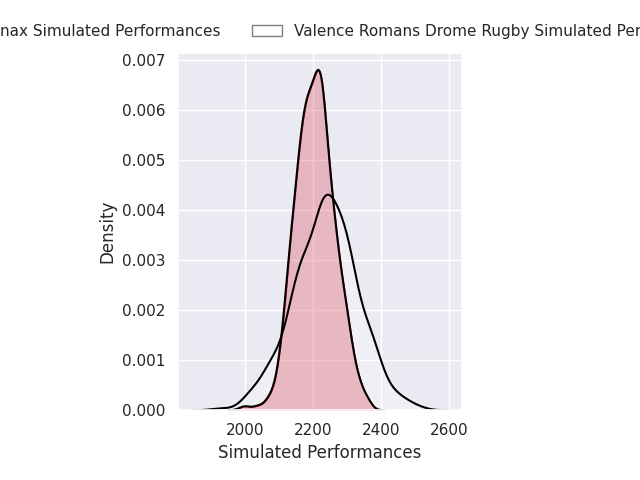 nax Simulated Performances Valence Romans Drome Rugby Simulated Per
0.007
0.006
0.005
0.004
0.003
0.002
0.001
0.000
Density
2000 2200 2400 2600
Simulated Performances